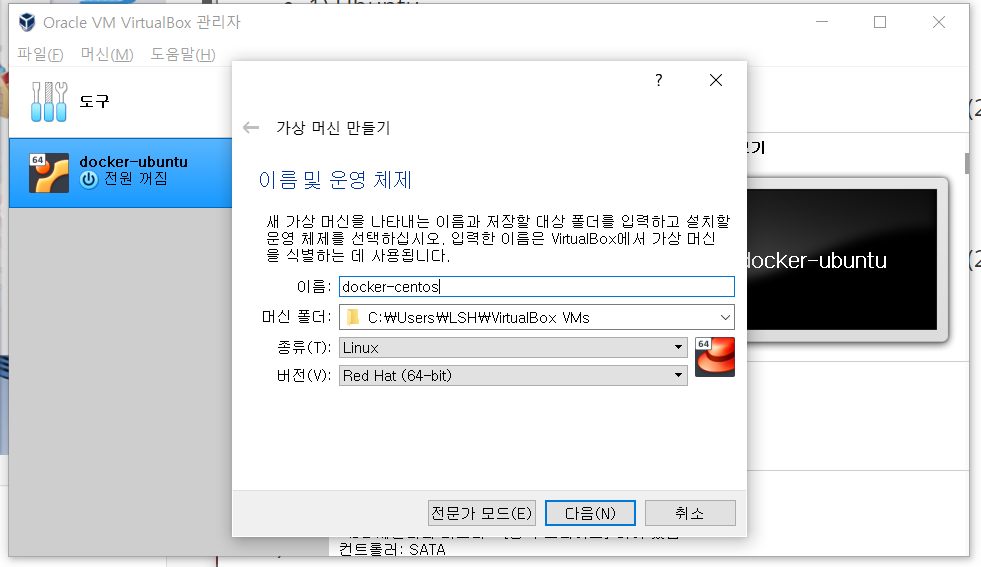 1) Ubuntu
Oracle VM VirtualBox 관리자
파일(F) 머신(M) 도움말(H)
도구
64
docker-ubuntu
전원 꺼짐
?
가상 머신 만들기
이름 및 운영 체제
새 가상 머신을 나타내는 이름과 저장할 대상 폴더를 입력하고 설치할
운영 체제를 선택하십시오. 입력한 이름은 VirtualBox에서 가상 머신
을 식별하는 데 사용됩니다.
이름: docker-centos
머신 폴더: C:₩Users₩LSH₩VirtualBox VMs
종류(T): Linux
64
버전(V): Red Hat (64-bit)
전문가 모드(E) 다음(N) 취소
docker-ubuntu
(2
(2
컨트롤러: SATA